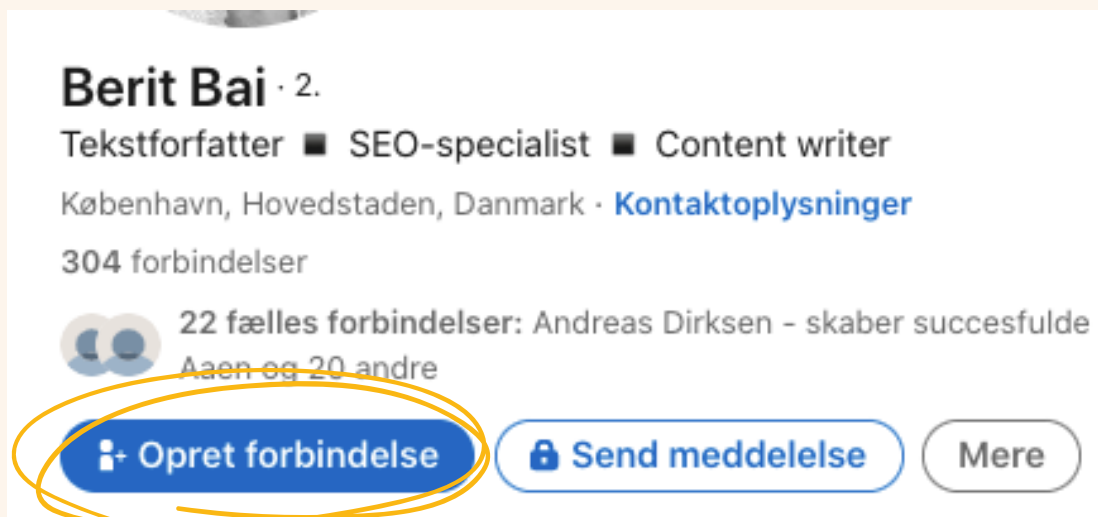 Berit Bai · 2.
Tekstforfatter ◼ SEO-specialist ◼ Content writer
København, Hovedstaden, Danmark · Kontaktoplysninger
304 forbindelser
22 fælles forbindelser: Andreas Dirksen - skaber succesfulde
Aaen og 20 andre
Opret forbindelse
Send meddelelse
Mere